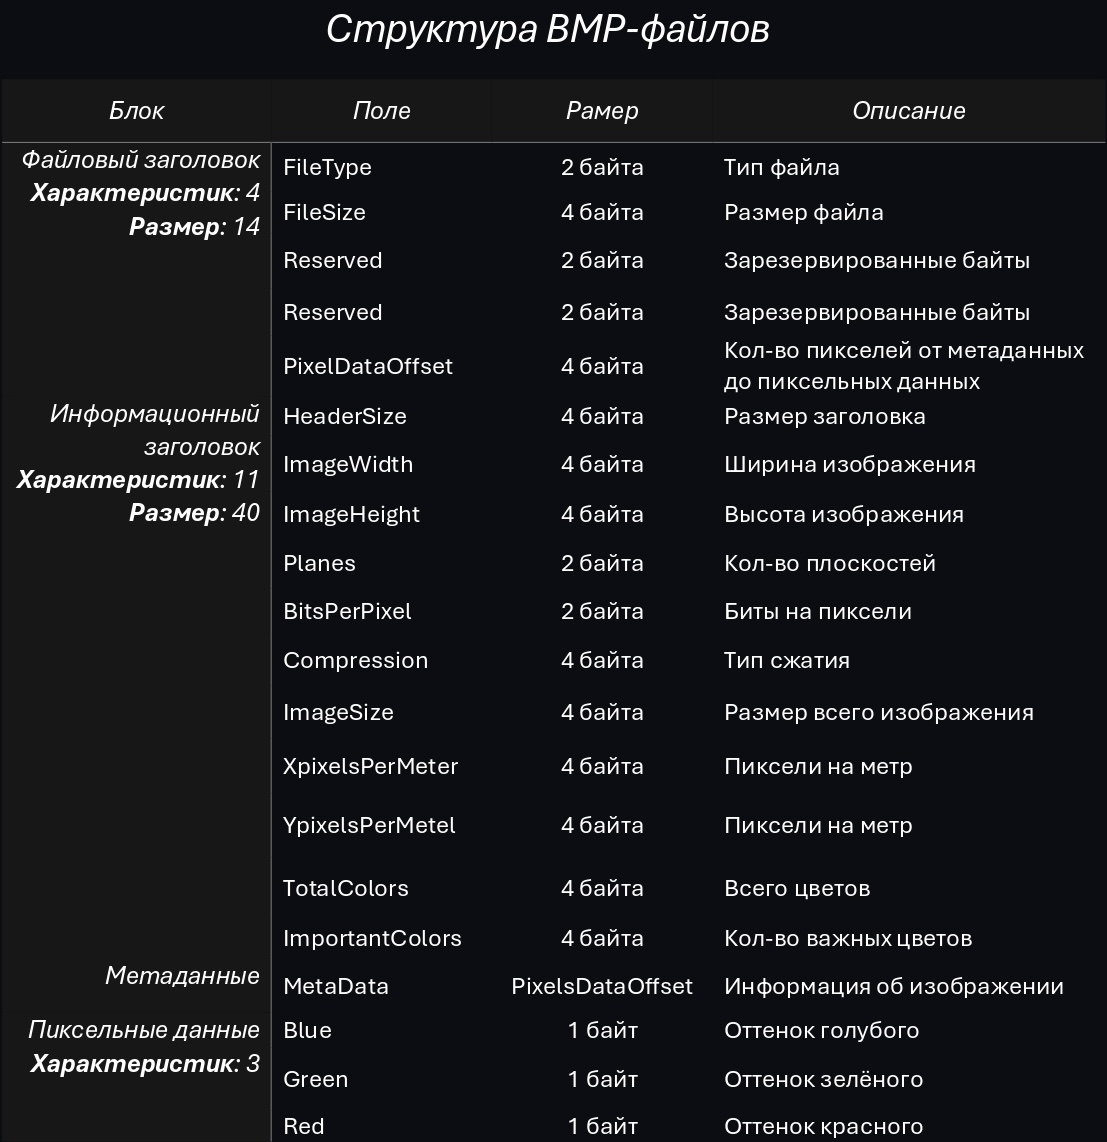 Структура BMP-файлов
Блок Поле Рамер Описание
Файловый заголовок
Характеристик: 4
Размер: 14
FileType 2 байта Тип файла
FileSize 4 байта Размер файла
Reserved 2 байта Зарезервированные байты
Reserved 2 байта Зарезервированные байты
PixelDataOffset 4 байта Кол-во пикселей от метаданных
до пиксельных данных
Информационный
заголовок
Характеристик: 11
Размер: 40
HeaderSize 4 байта Размер заголовка
ImageWidth 4 байта Ширина изображения
ImageHeight 4 байта Высота изображения
Planes 2 байта Кол-во плоскостей
BitsPerPixel 2 байта Биты на пиксели
Compression 4 байта Тип сжатия
ImageSize 4 байта Размер всего изображения
XpixelsPerMeter 4 байта Пиксели на метр
YpixelsPerMetel 4 байта Пиксели на метр
TotalColors 4 байта Всего цветов
ImportantColors 4 байта Кол-во важных цветов
Метаданные
MetaData PixelsDataOffset Информация об изображении
Пиксельные данные
Характеристик: 3
Blue 1 байт Оттенок голубого
Green 1 байт Оттенок зелёного
Red 1 байт Оттенок красного